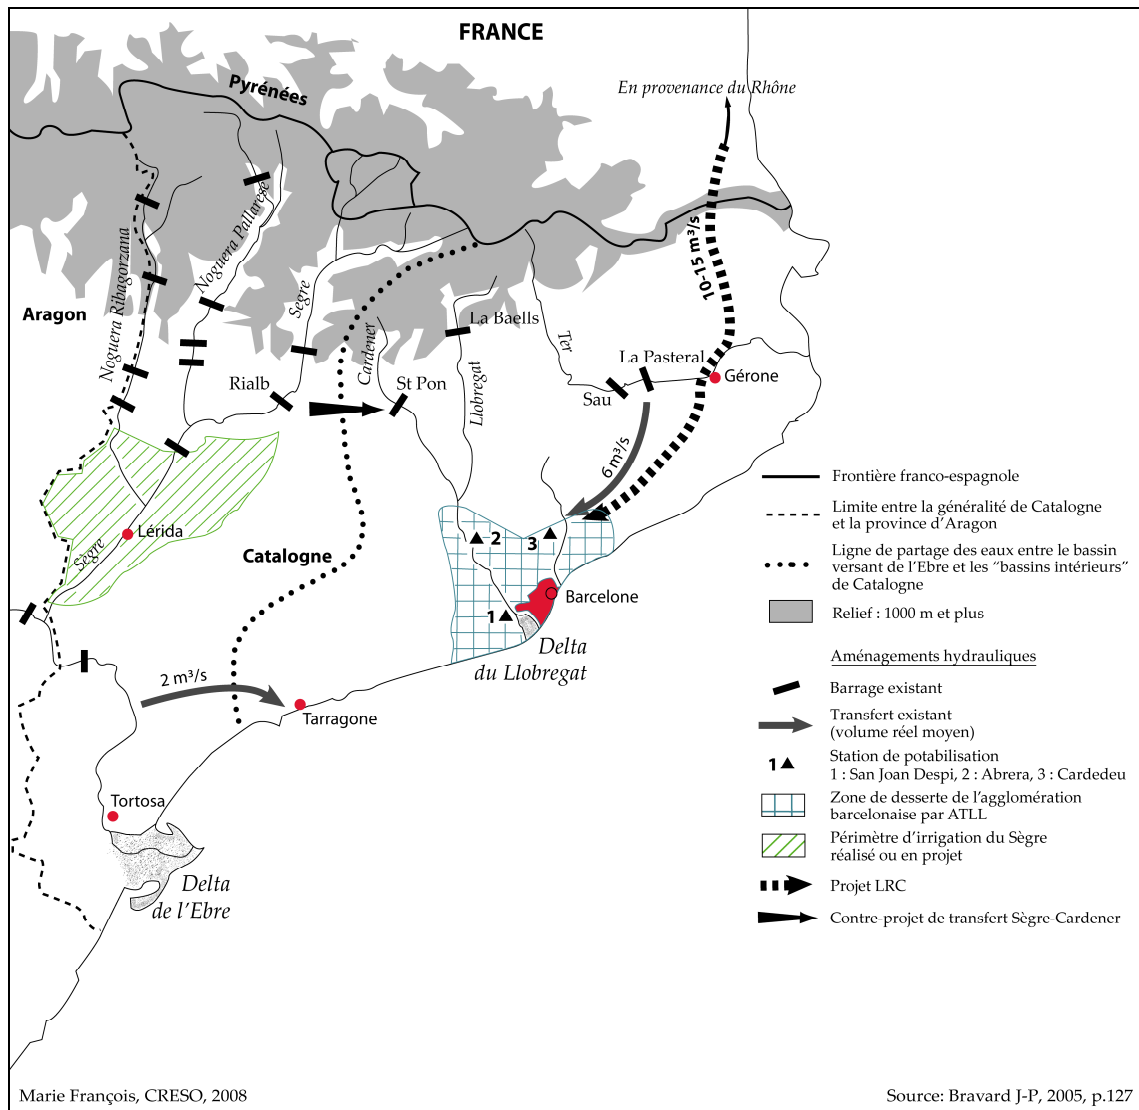 FRANCE
Pyrénées
En provenance du Rhône
10-15 m³/s
Noguera Pallarese
Noguera Ribagorzana
Aragon
Sègre
Cardener
La Baells
Llobregat
Ter
La Pasteral
Gérone
Rialb
St Pon
Sau
6 m³/s
Lérida
Sègre
Catalogne
2
3
1
Barcelone
Delta
du Llobregat
2 m³/s
Tarragone
Tortosa
Delta
de l'Ebre
Frontière franco-espagnole
Limite entre la généralité de Catalogne
et la province d'Aragon
Ligne de partage des eaux entre le bassin
versant de l'Ebre et les "bassins intérieurs"
de Catalogne
Relief : 1000 m et plus
Aménagements hydrauliques
Barrage existant
Transfert existant
(volume réel moyen)
1
Station de potabilisation
1 : San Joan Despi, 2 : Abrera, 3 : Cardedeu
Zone de desserte de l'agglomération
barcelonaise par ATLL
Périmètre d'irrigation du Sègre
réalisé ou en projet
Projet LRC
Contre-projet de transfert Sègre-Cardener
Marie François, CRESO, 2008
Source: Bravard J-P, 2005, p.127